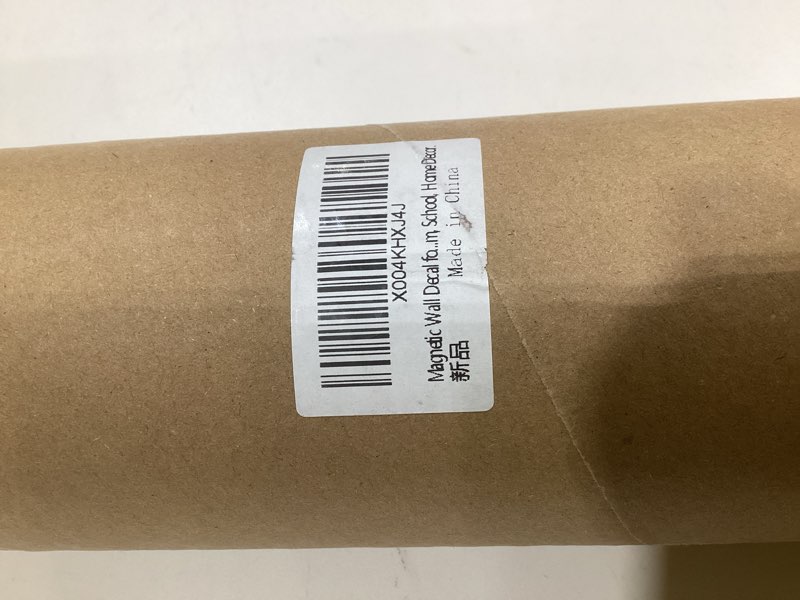 X004KHXJ4J
Magnetic Wall Decal fo...m, School, Home Decor.
新品
Made in China